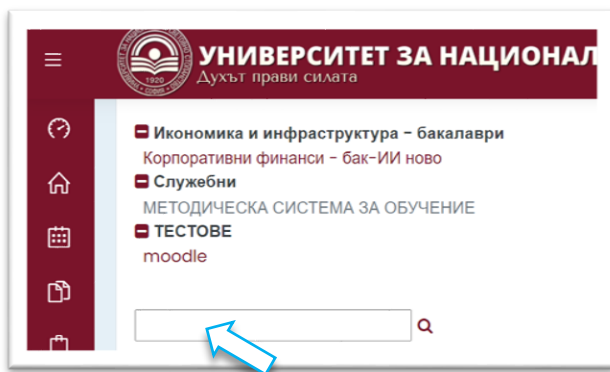 УНИВЕРСИТЕТ ЗА НАЦИОНАЛ
Духът прави силата
1920
Икономика и инфраструктура - бакалаври
Корпоративни финанси - бак-ИИ ново
Служебни
МЕТОДИЧЕСКА СИСТЕМА ЗА ОБУЧЕНИЕ
ТЕСТОВЕ
moodle